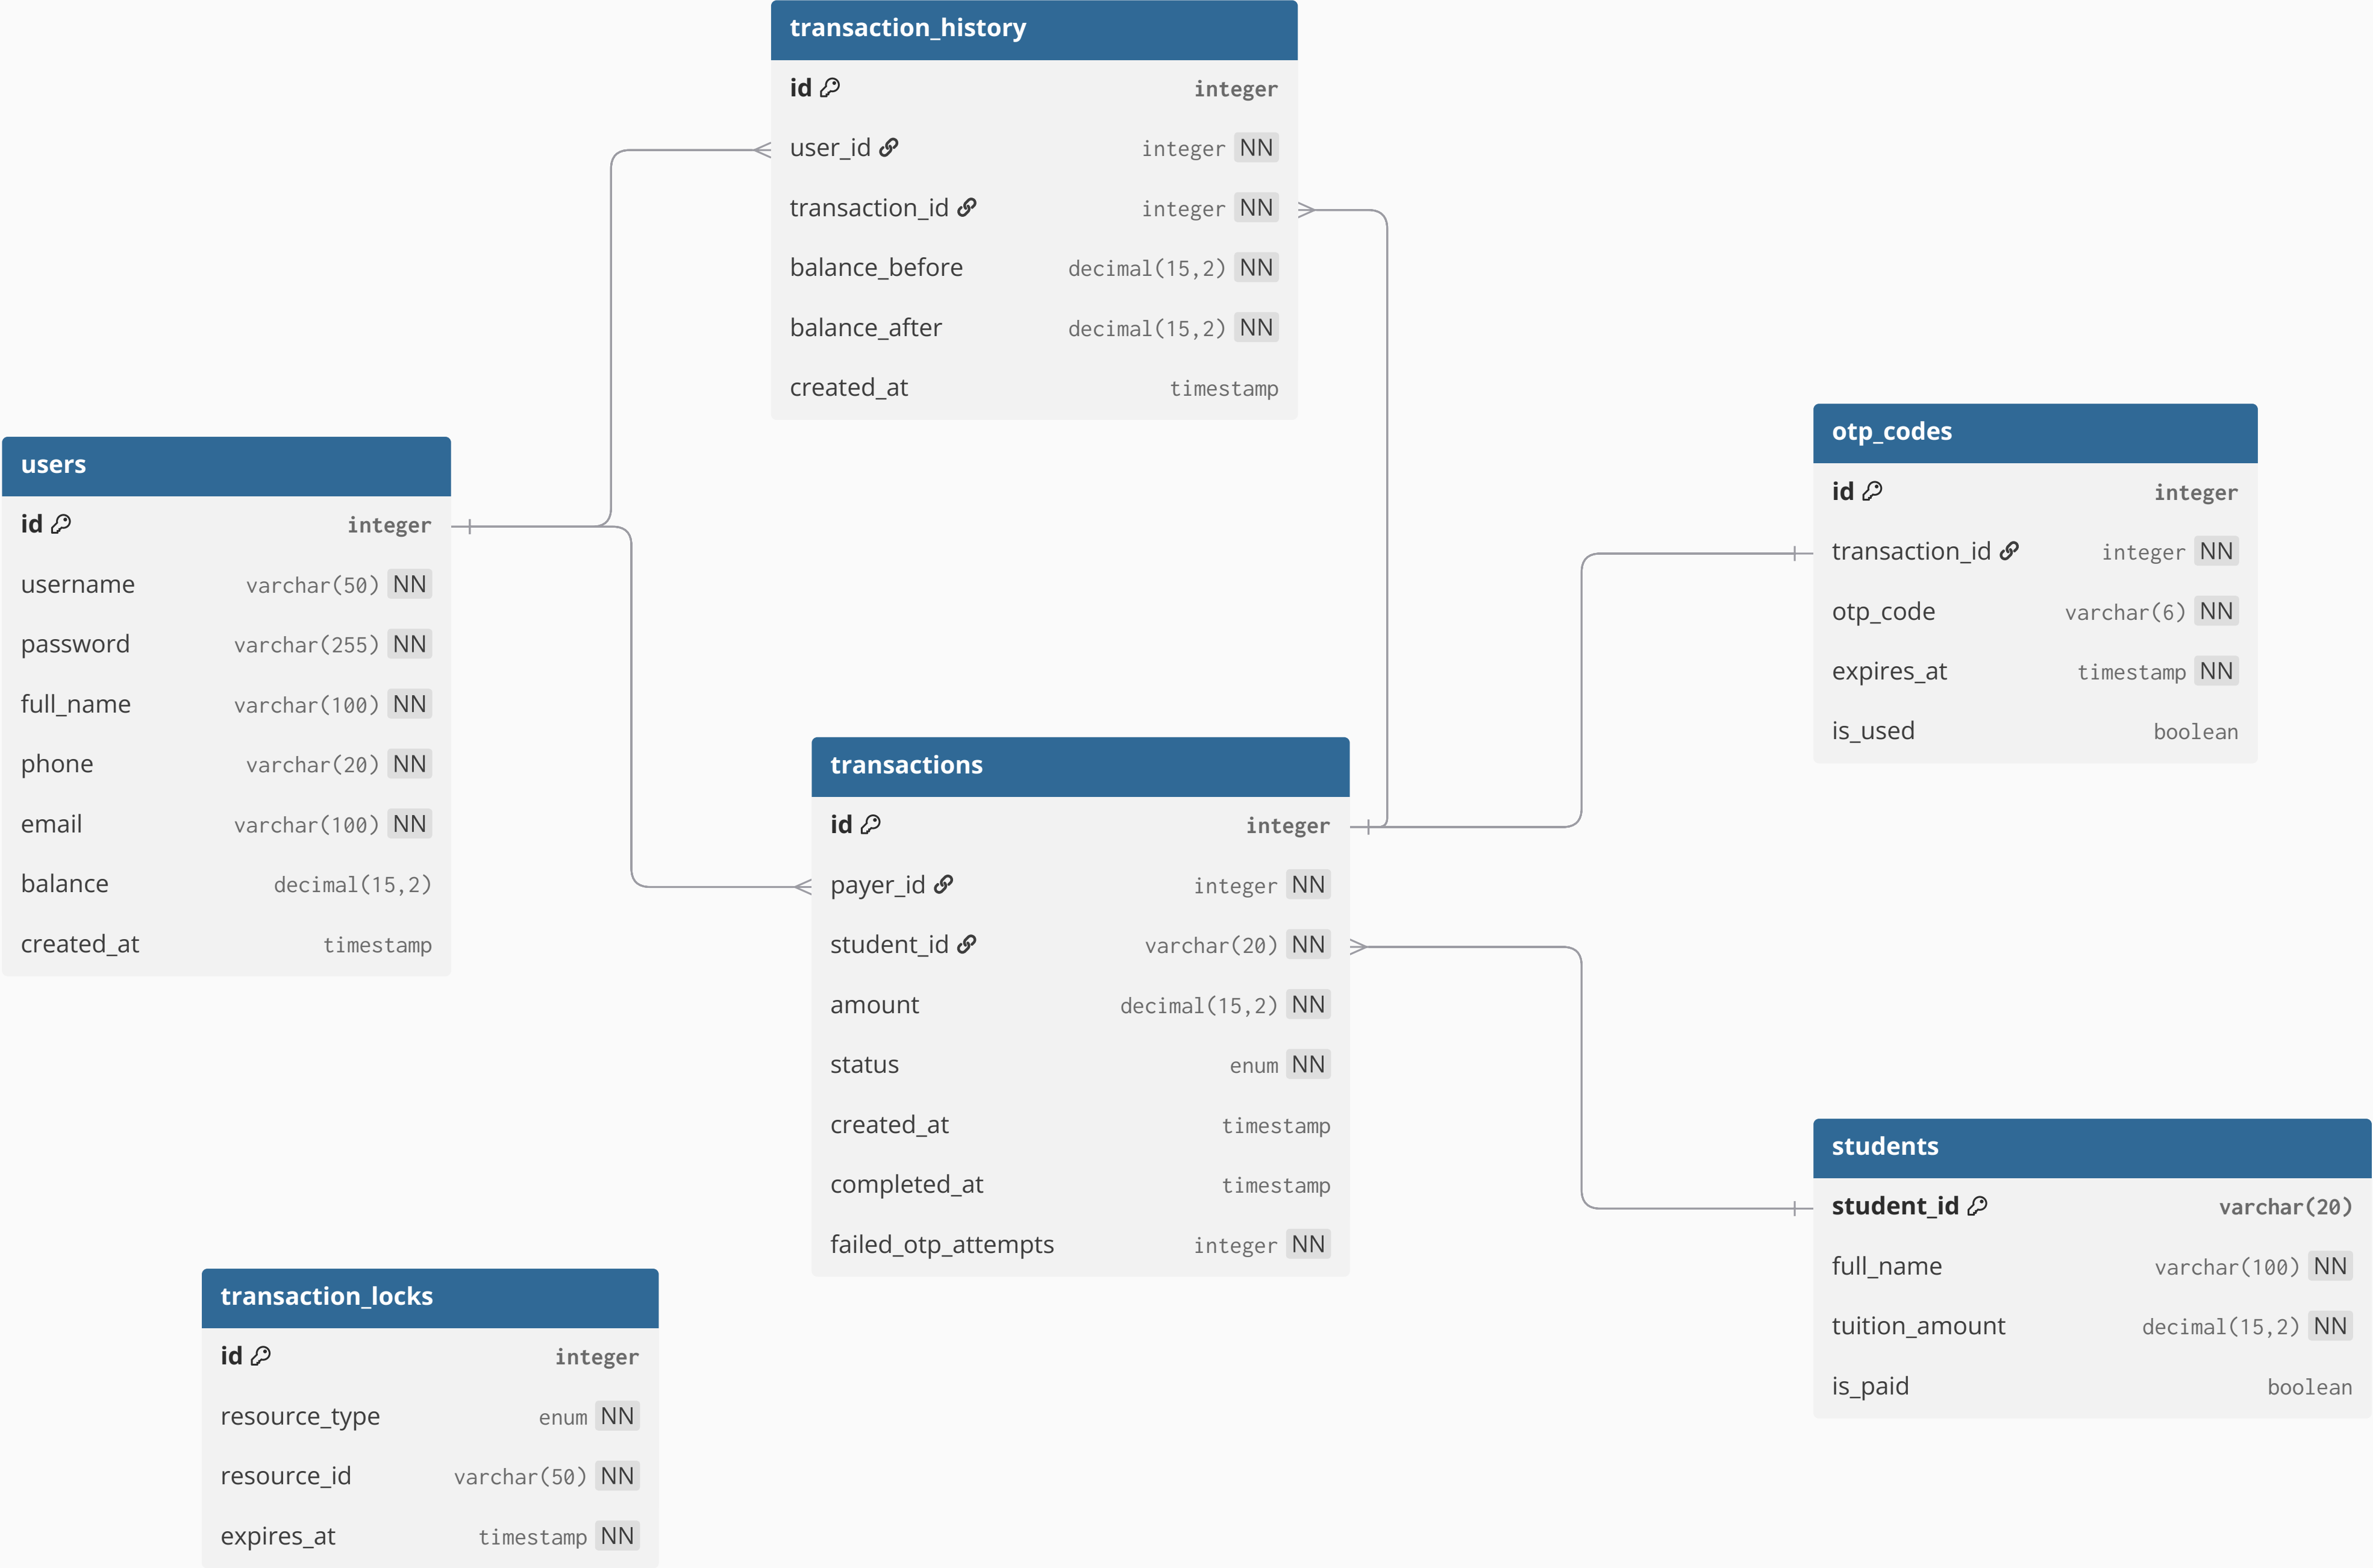 transaction_history
id integer
user_id integer NN
transaction_id integer NN
balance_before decimal(15,2) NN
balance_after decimal(15,2) NN
created_at timestamp
users
id integer
username varchar(50) NN
password varchar(255) NN
full_name varchar(100) NN
phone varchar(20) NN
email varchar(100) NN
balance decimal(15,2)
created_at timestamp
otp_codes
id integer
transaction_id integer NN
otp_code varchar(6) NN
expires_at timestamp NN
is_used boolean
transactions
id integer
payer_id integer NN
student_id varchar(20) NN
amount decimal(15,2) NN
status enum NN
created_at timestamp
completed_at timestamp
failed_otp_attempts integer NN
students
student_id varchar(20)
full_name varchar(100) NN
tuition_amount decimal(15,2) NN
is_paid boolean
transaction_locks
id integer
resource_type enum NN
resource_id varchar(50) NN
expires_at timestamp NN